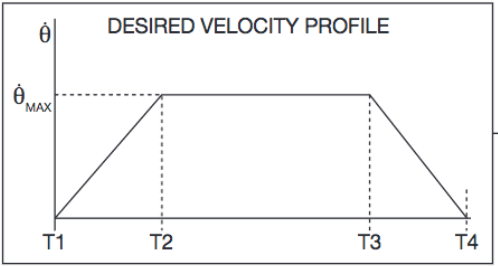 DESIRED VELOCITY PROFILE
θ̇
θ̇MAX
T1 T2 T3 T4